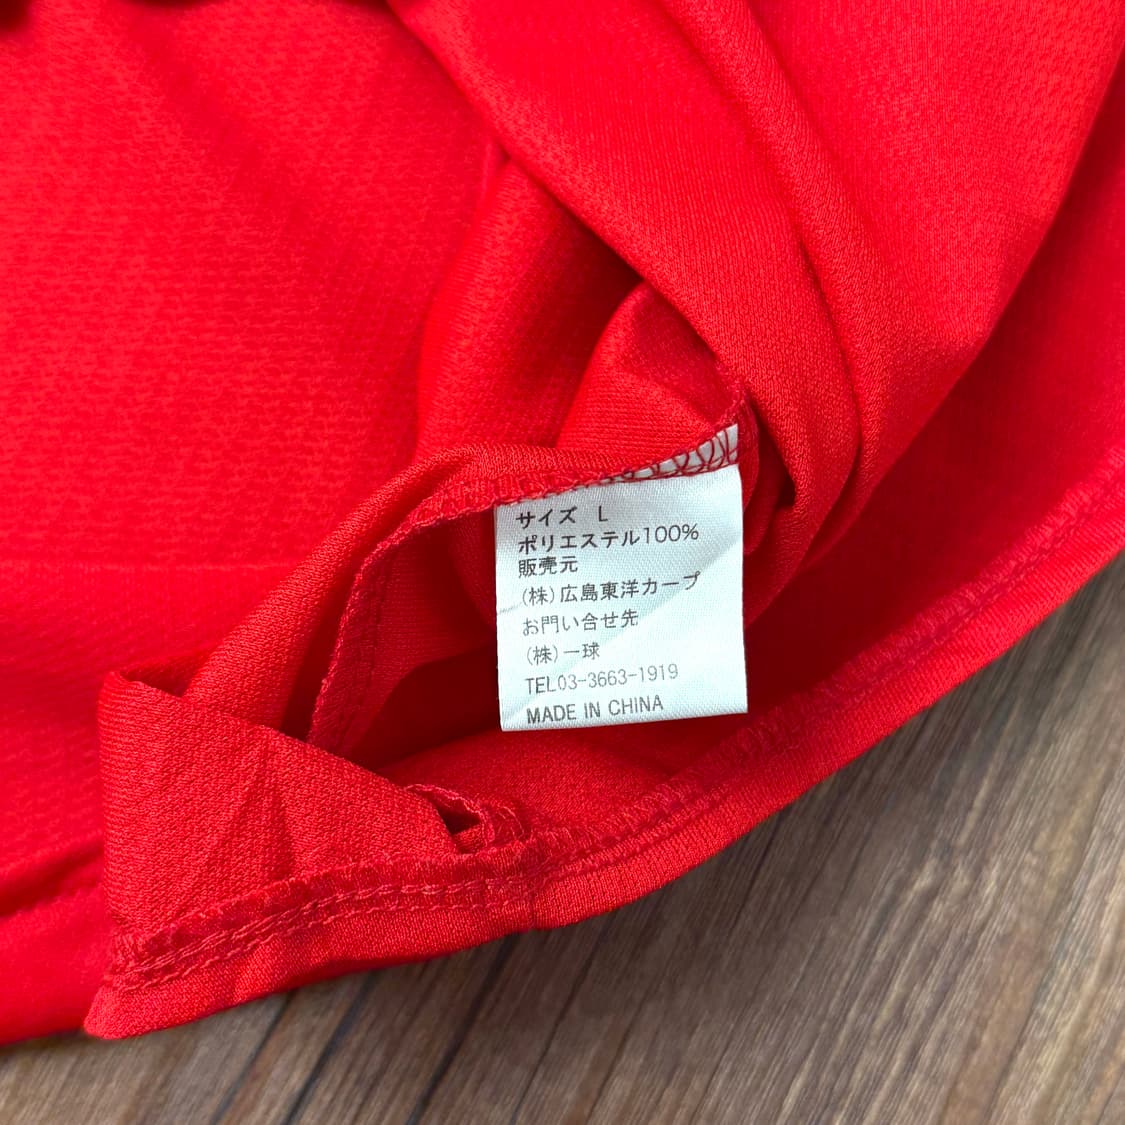 サイズ L
ポリエステル100%
販売元
(株)広島東洋カープ
お問い合せ先
(株)一球
TEL03-3663-1919
MADE IN CHINA